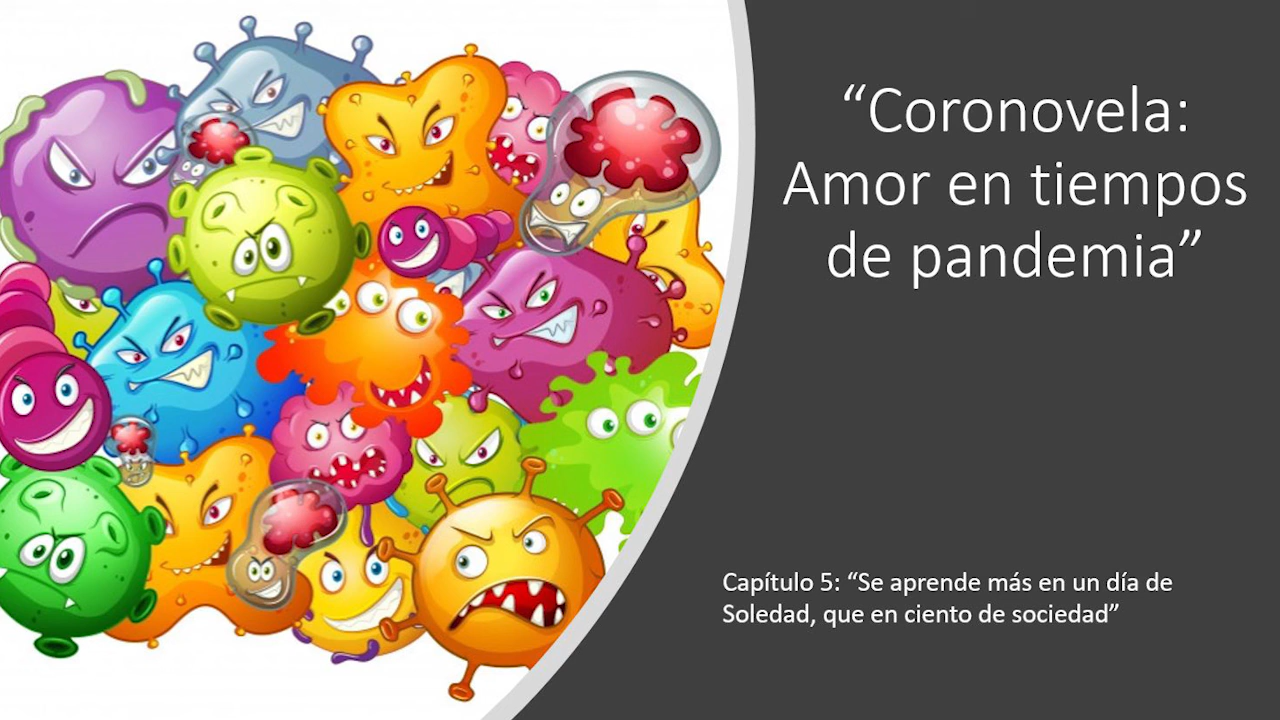 “Coronovela:
Amor en tiempos
de pandemia”
Capítulo 5: “Se aprende más en un día de
Soledad, que en ciento de sociedad”